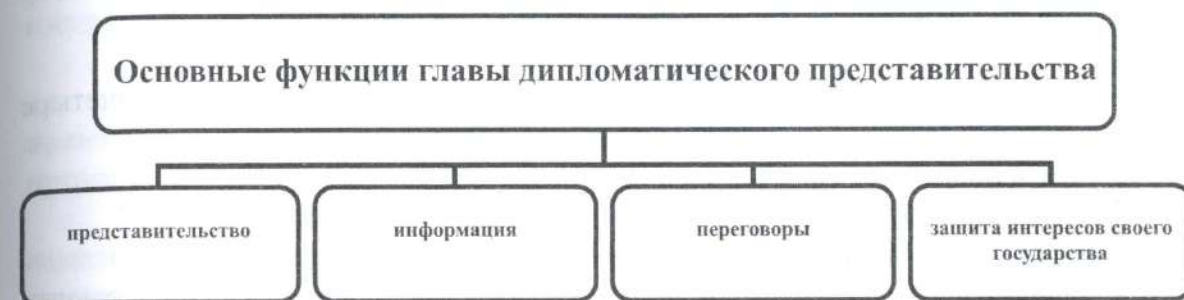 Основные функции главы дипломатического представительства
представительство
информация
переговоры
защита интересов своего
государства